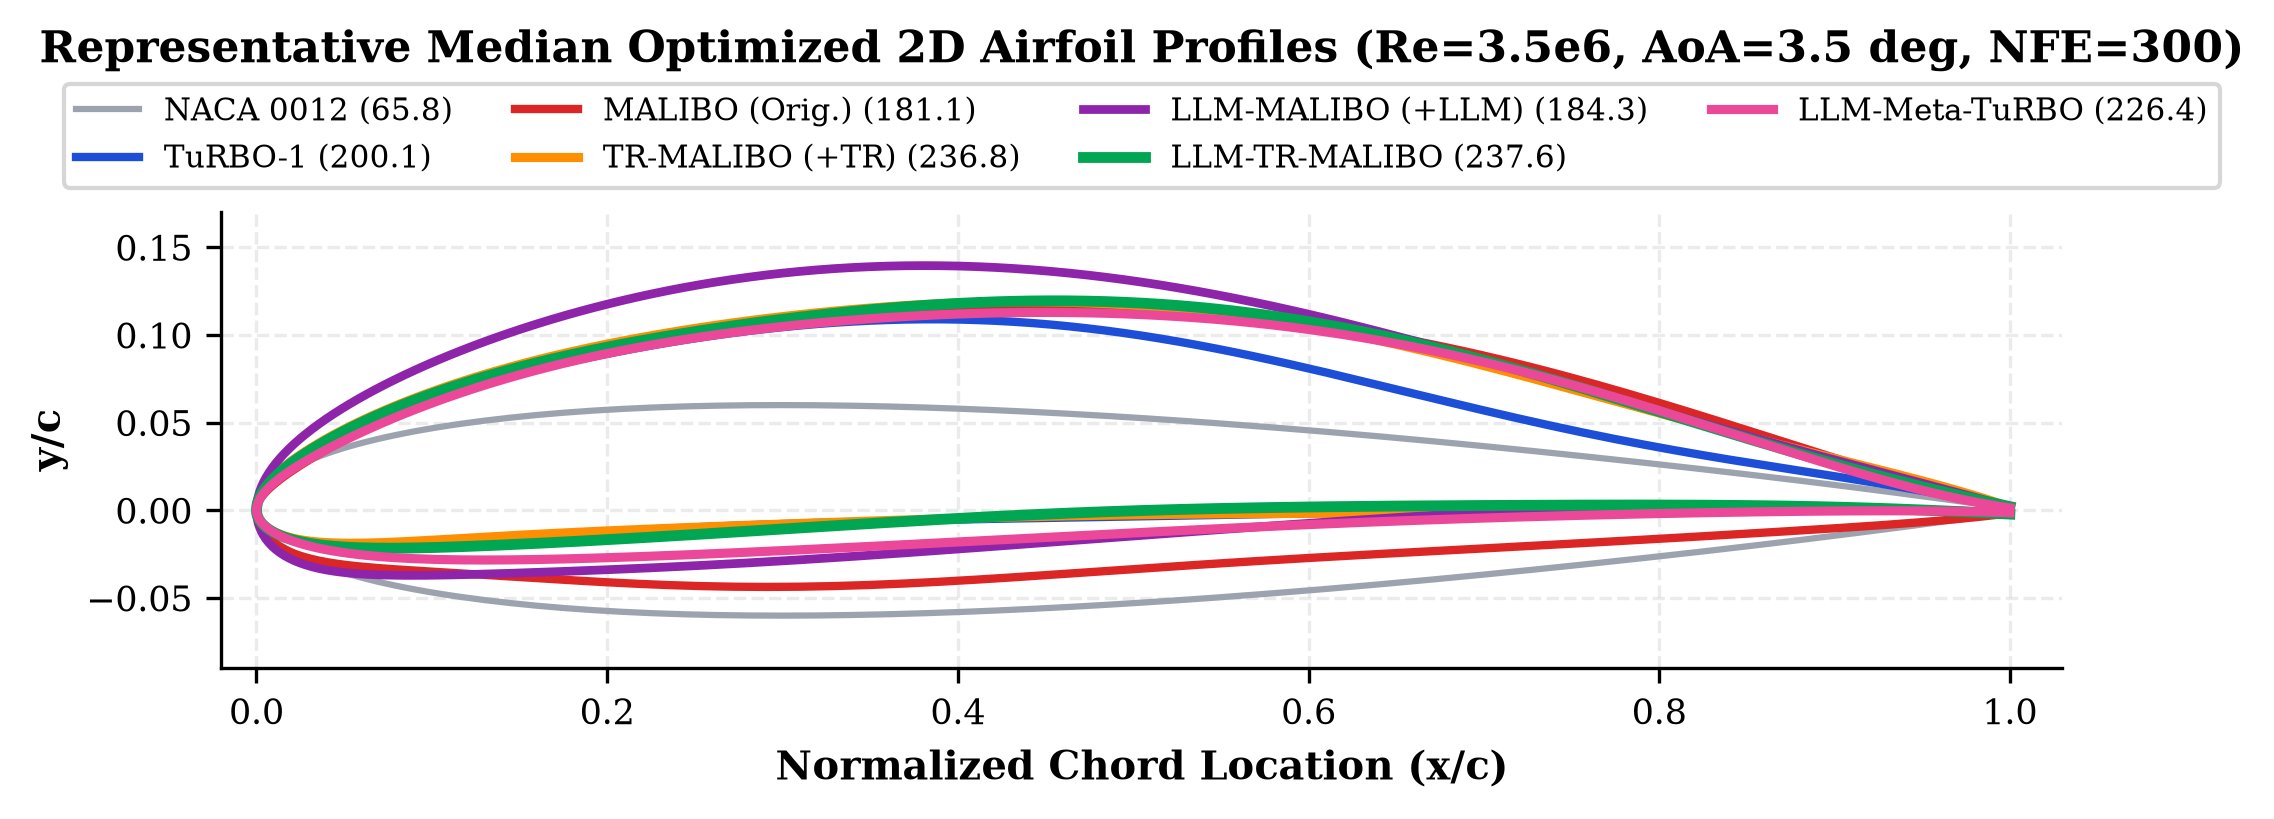 Representative Median Optimized 2D Airfoil Profiles (Re=3.5e6, AoA=3.5 deg, NFE=300)
NACA 0012 (65.8) MALIBO (Orig.) (181.1) LLM-MALIBO (+LLM) (184.3) LLM-Meta-TuRBO (226.4)
TuRBO-1 (200.1) TR-MALIBO (+TR) (236.8) LLM-TR-MALIBO (237.6)
0.15
0.10
0.05
0.00
−0.05
y/c
0.0 0.2 0.4 0.6 0.8 1.0
Normalized Chord Location (x/c)